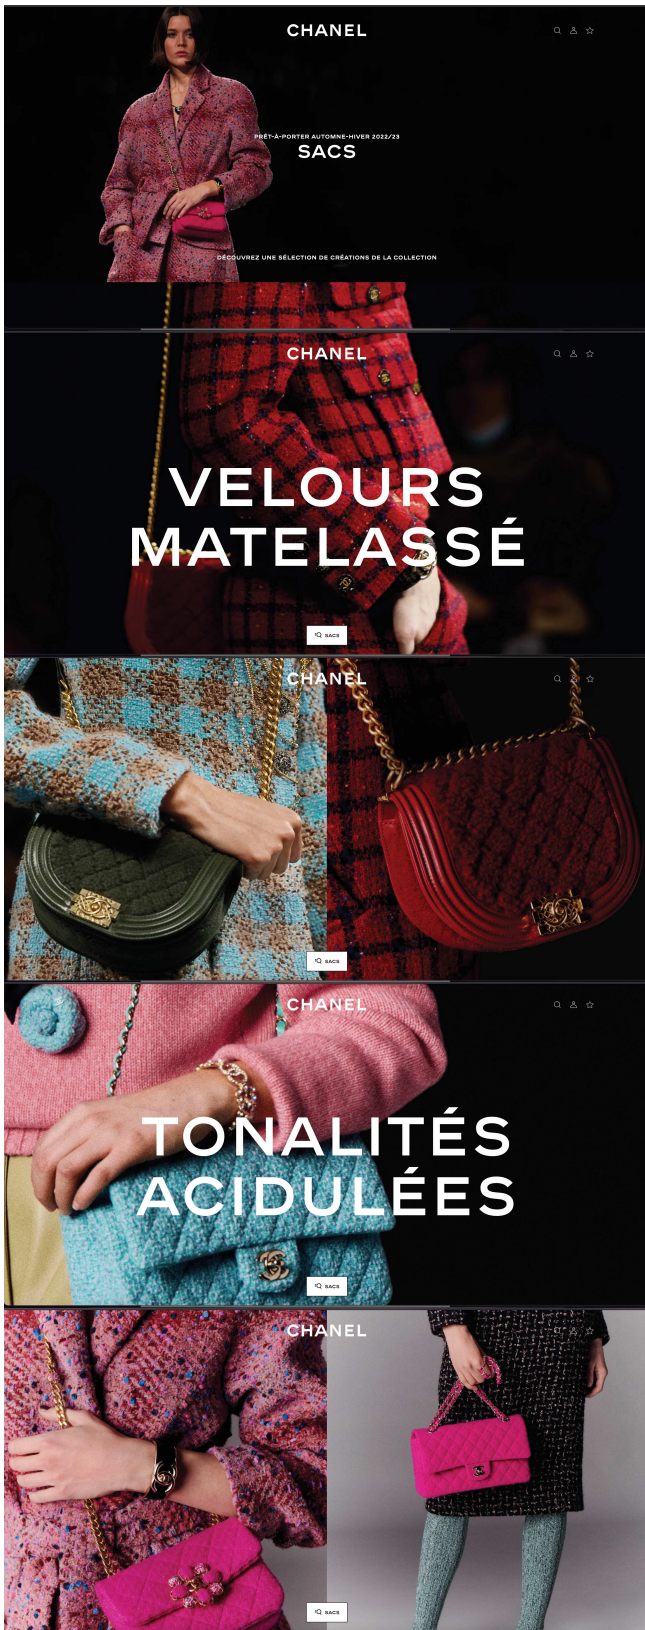 CHANEL
PRÊT-À-PORTER AUTOMNE-HIVER 2022/23
SACS
DÉCOUVREZ UNE SÉLECTION DE CRÉATIONS DE LA COLLECTION
CHANEL
VELOURS
MATELASSÉ
SACS
CHANEL
SACS
CHANEL
TONALITÉS
ACIDULÉES
SACS
CHANEL
SACS